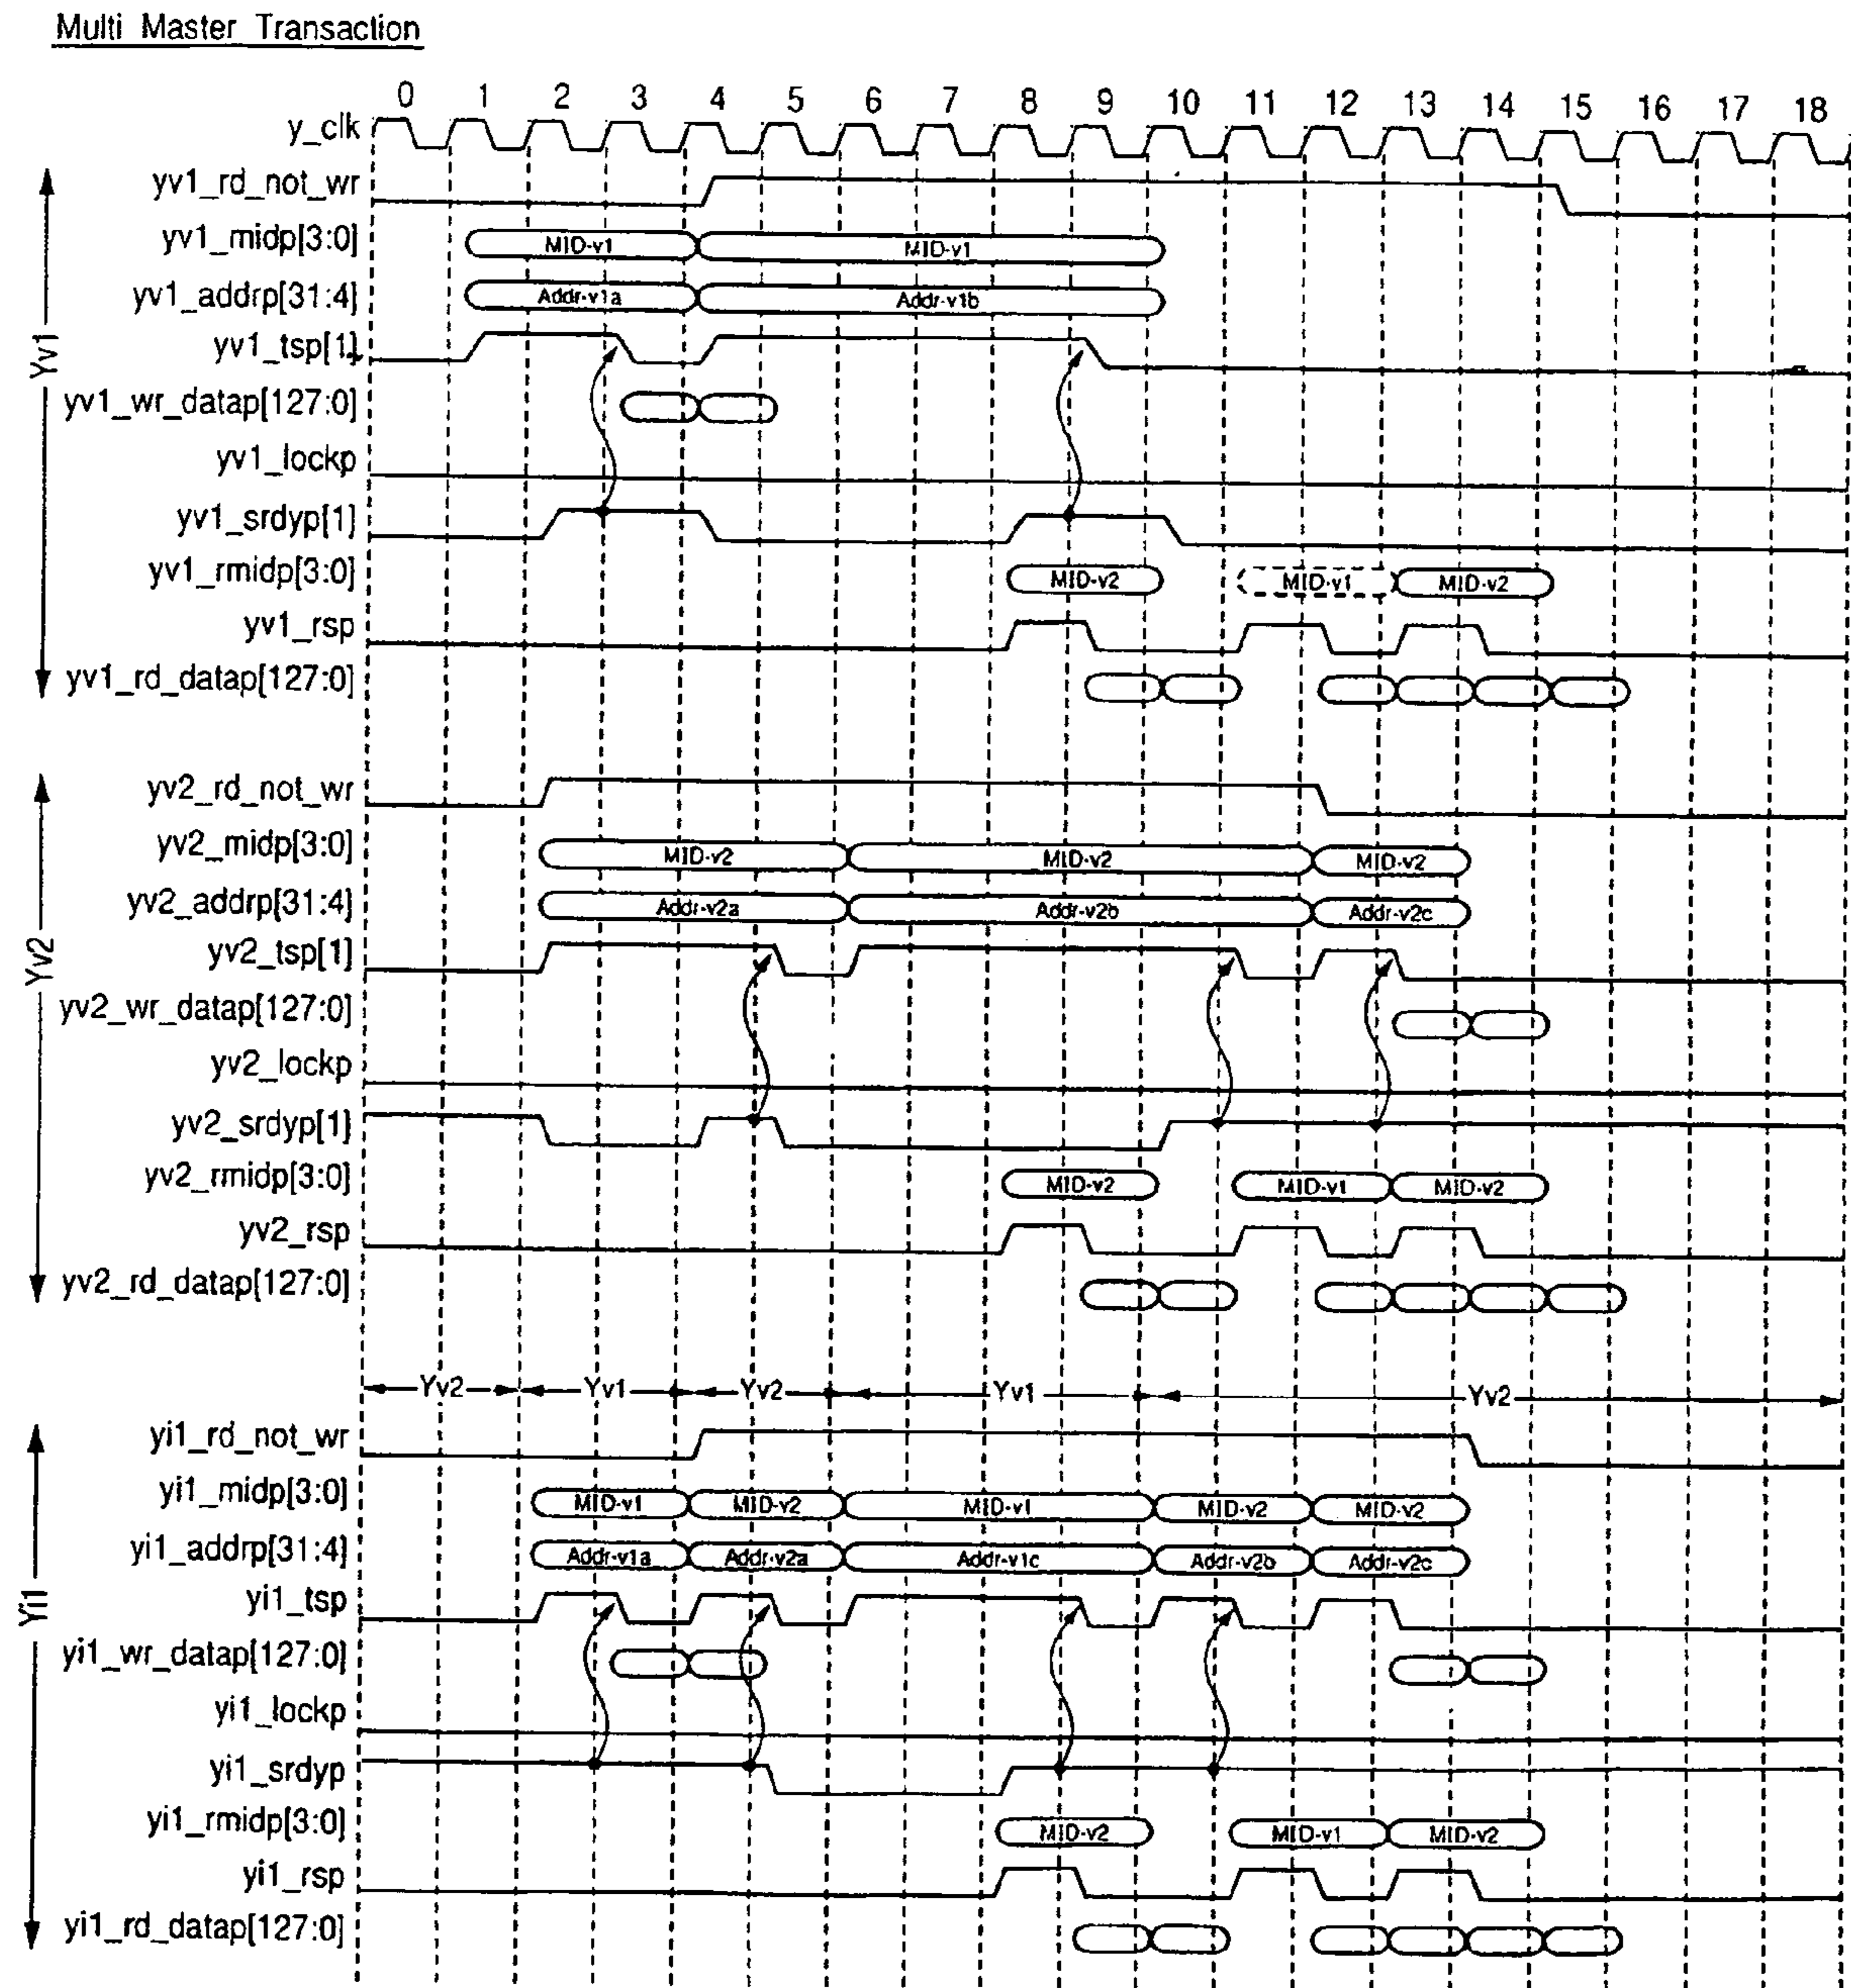 Multi Master Transaction
0 1 2 3 4 5 6 7 8 9 10 11 12 13 14 15 16 17 18
y_clk
Yv1
yv1_rd_not_wr
yv1_midp[3:0] MID-v1 MID-v1
yv1_addrp[31:4] Addr-v1a Addr-v1b
yv1_tsp[1]
yv1_wr_datap[127:0]
yv1_lockp
yv1_srdyp[1]
yv1_rmidp[3:0] MID-v2 MID-v1 MID-v2
yv1_rsp
yv1_rd_datap[127:0]
Yv2
yv2_rd_not_wr
yv2_midp[3:0] MID-v2 MID-v2 MID-v2
yv2_addrp[31:4] Addr-v2a Addr-v2b Addr-v2c
yv2_tsp[1]
yv2_wr_datap[127:0]
yv2_lockp
yv2_srdyp[1]
yv2_rmidp[3:0] MID-v2 MID-v1 MID-v2
yv2_rsp
yv2_rd_datap[127:0]
Yv2 Yv1 Yv2 Yv1 Yv2
Yi1
yi1_rd_not_wr
yi1_midp[3:0] MID-v1 MID-v2 MID-v1 MID-v2 MID-v2
yi1_addrp[31:4] Addr-v1a Addr-v2a Addr-v1c Addr-v2b Addr-v2c
yi1_tsp
yi1_wr_datap[127:0]
yi1_lockp
yi1_srdyp
yi1_rmidp[3:0] MID-v2 MID-v1 MID-v2
yi1_rsp
yi1_rd_datap[127:0]